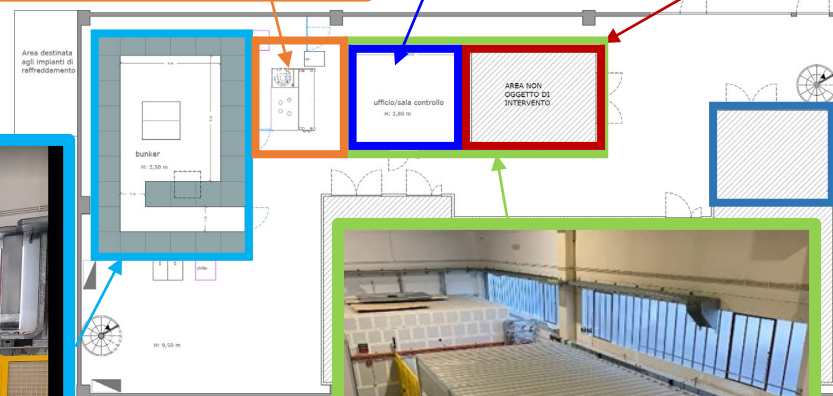 Area destinata
agli impianti di
raffreddamento
ufficio/sala controllo
H: 2,80 m
AREA NON
OGGETTO DI
INTERVENTO
bunker
H: 2,50 m
chiller
H: 9,50 m